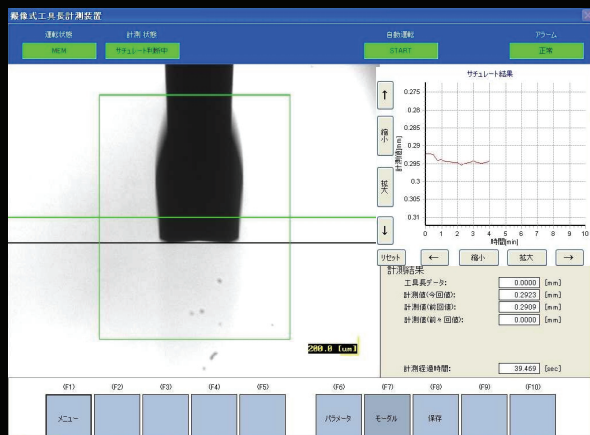 撮像式工具長計測装置
運転状態 計測状態 自動運転 アラーム
MEM サチュレート判断中 START 正常
サチュレート結果
↑
縮小
拡大
↓
計測値[mm]
0.275
0.28
0.285
0.29
0.295
0.3
0.305
0.31
0 1 2 3 4 5 6 7 8 9 10
時間[min]
リセット ← 縮小 拡大 →
計測結果
工具長データ: 0.0000 [mm]
計測値(今回値): 0.2923 [mm]
計測値(前回値): 0.2909 [mm]
計測値(前々回値): 0.0000 [mm]
200.0 [um]
計測経過時間: 39.469 [sec]
(F1) (F2) (F3) (F4) (F5) (F6) (F7) (F8) (F9) (F10)
メニュー パラメータ モーダル 保存